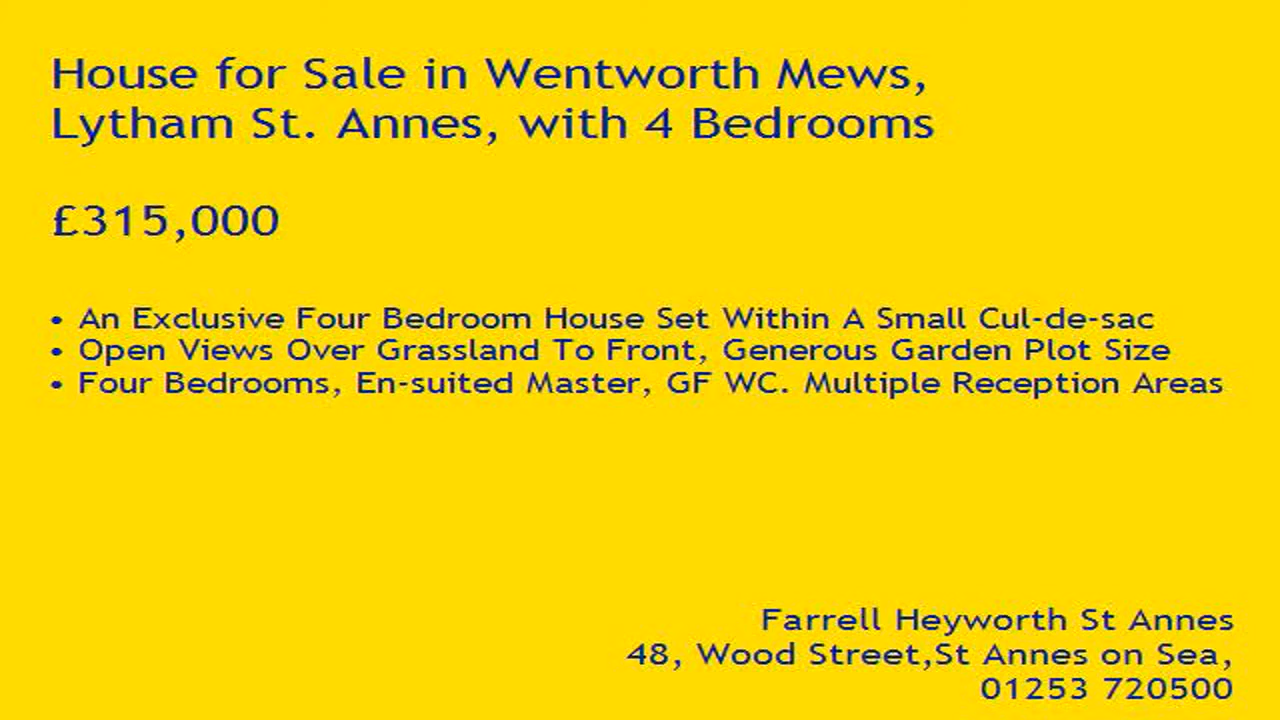 House for Sale in Wentworth Mews,
Lytham St. Annes, with 4 Bedrooms
£315,000
• An Exclusive Four Bedroom House Set Within A Small Cul-de-sac
• Open Views Over Grassland To Front, Generous Garden Plot Size
• Four Bedrooms, En-suited Master, GF WC. Multiple Reception Areas
Farrell Heyworth St Annes
48, Wood Street,St Annes on Sea,
01253 720500